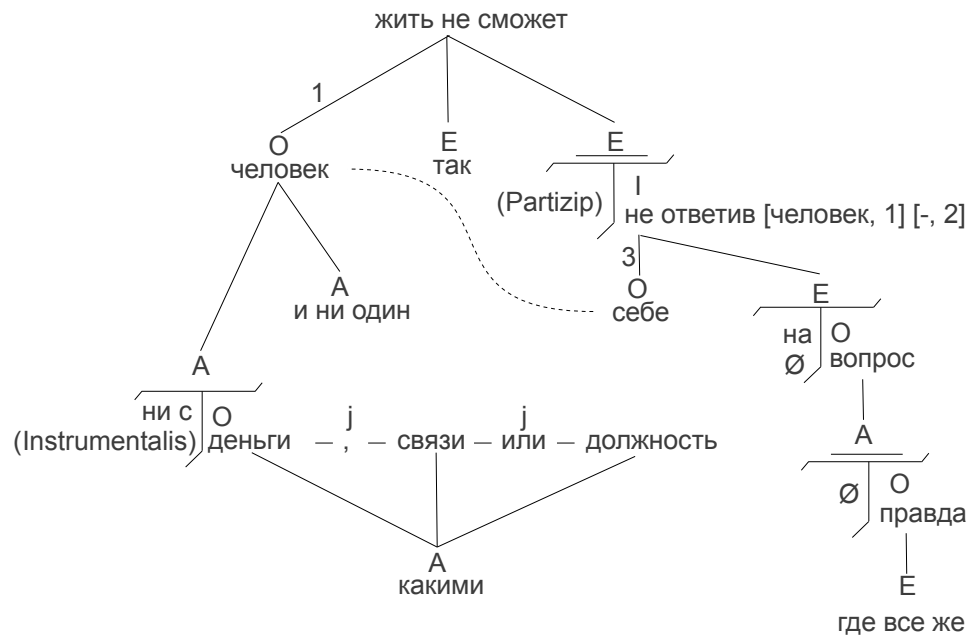 жить не сможет
1
О
человек
Е
так
Е
(Partizip)
I
не ответив [человек, 1] [-, 2]
3
О
себе
А
и ни один
Е
на О
Ø вопрос
А
ни с О
(Instrumentalis) деньги – , – связи – или – должность
j j
А
Ø О
правда
А
какими
Е
где все же